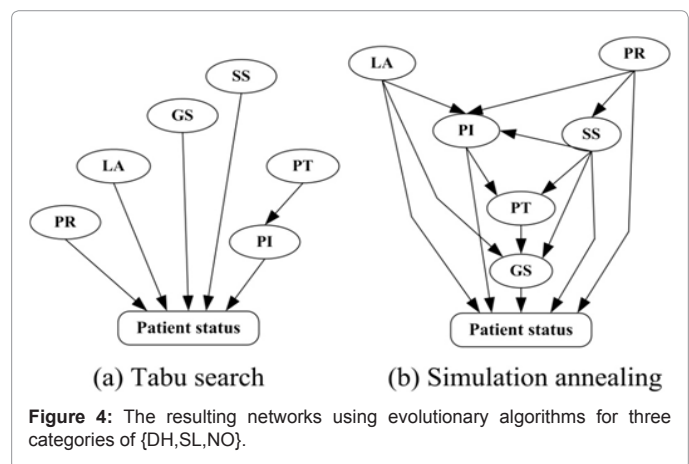 SS
GS
LA
PT
PR
PI
Patient status
(a) Tabu search
LA
PR
PI
SS
PT
GS
Patient status
(b) Simulation annealing
Figure 4: The resulting networks using evolutionary algorithms for three
categories of {DH,SL,NO}.